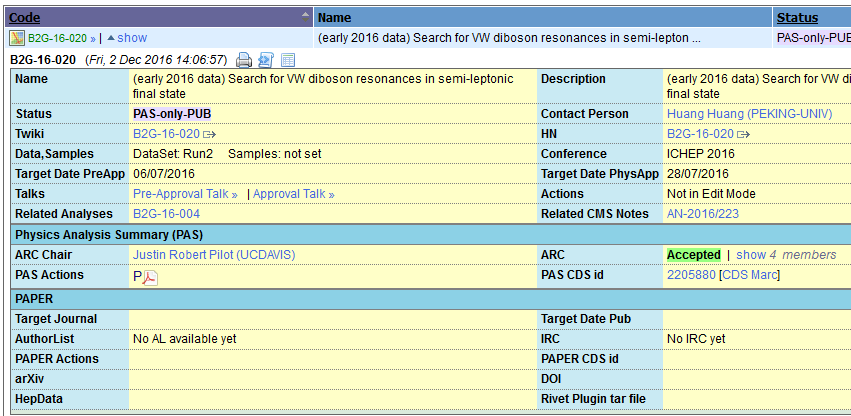 Code Name Status
B2G-16-020 » | show (early 2016 data) Search for VW diboson resonances in semi-lepton ... PAS-only-PUB
B2G-16-020 (Fri, 2 Dec 2016 14:06:57)
Name (early 2016 data) Search for VW diboson resonances in semi-leptonic Description (early 2016 data) Search for VW di
final state final state
Status PAS-only-PUB Contact Person Huang Huang (PEKING-UNIV)
Twiki B2G-16-020 HN B2G-16-020
Data,Samples DataSet: Run2 Samples: not set Conference ICHEP 2016
Target Date PreApp 06/07/2016 Target Date PhysApp 28/07/2016
Talks Pre-Approval Talk » | Approval Talk » Actions Not in Edit Mode
Related Analyses B2G-16-004 Related CMS Notes AN-2016/223
Physics Analysis Summary (PAS)
ARC Chair Justin Robert Pilot (UCDAVIS) ARC Accepted | show 4 members
PAS Actions P PAS CDS id 2205880 [CDS Marc]
PAPER
Target Journal Target Date Pub
AuthorList No AL available yet IRC No IRC yet
PAPER Actions PAPER CDS id
arXiv DOI
HepData Rivet Plugin tar file